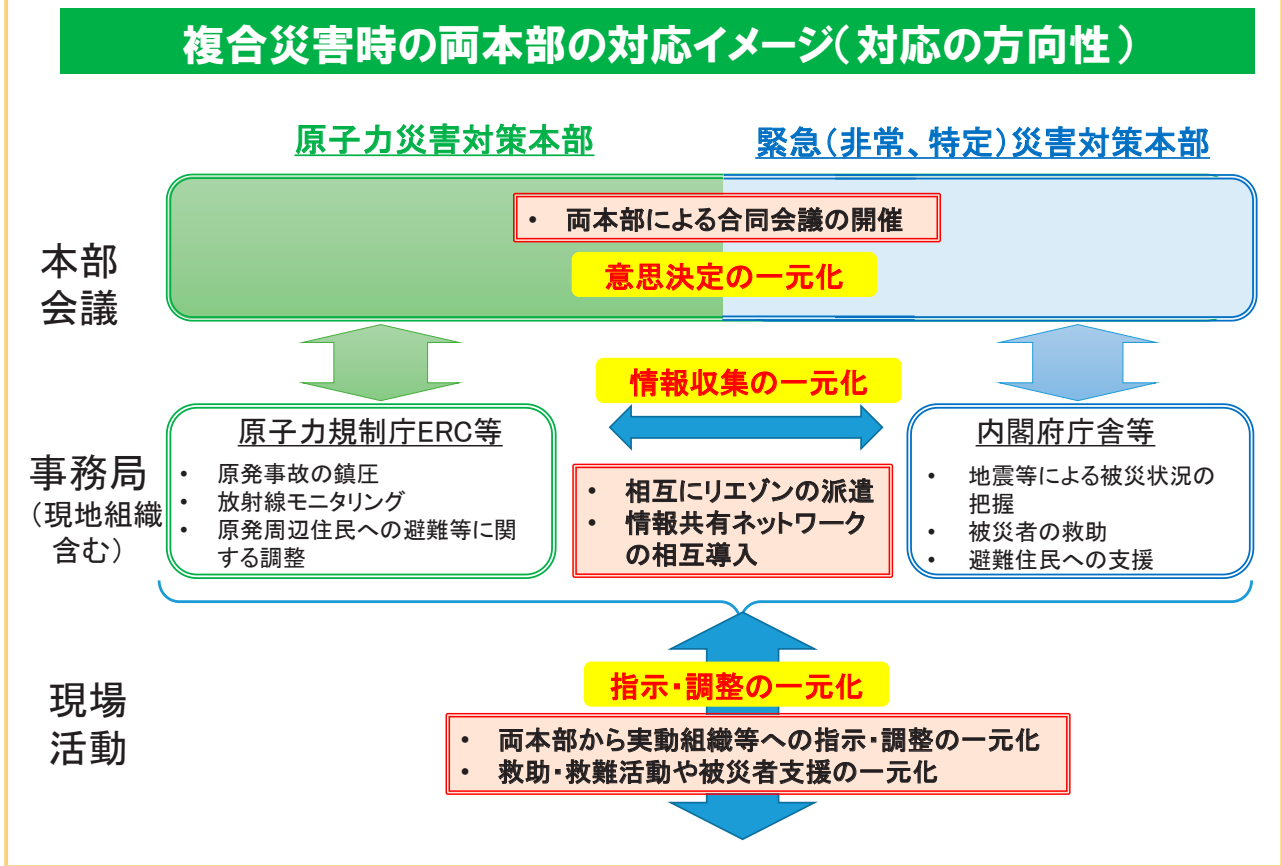 複合災害時の両本部の対応イメージ(対応の方向性)
原子力災害対策本部
緊急(非常、特定)災害対策本部
本部
会議
• 両本部による合同会議の開催
意思決定の一元化
情報収集の一元化
事務局
(現地組織
含む)
原子力規制庁ERC等
• 原発事故の鎮圧
• 放射線モニタリング
• 原発周辺住民への避難等に関
する調整
• 相互にリエゾンの派遣
• 情報共有ネットワーク
の相互導入
内閣府庁舎等
• 地震等による被災状況の
把握
• 被災者の救助
• 避難住民への支援
現場
活動
指示・調整の一元化
• 両本部から実動組織等への指示・調整の一元化
• 救助・救難活動や被災者支援の一元化